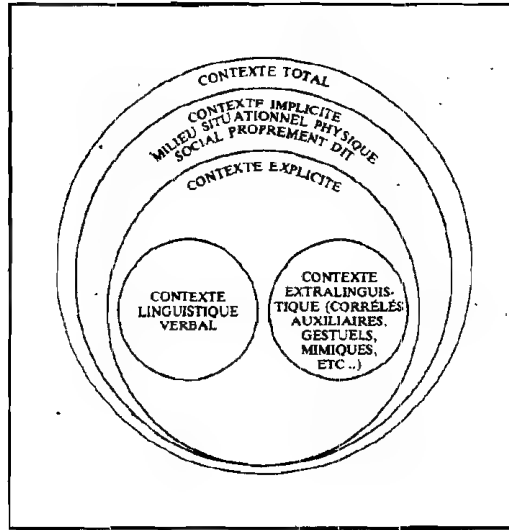 CONTEXTE TOTAL
CONTEXTE IMPLICITE
MILIEU SITUATIONNEL PHYSIQUE
SOCIAL PROPREMENT DIT
CONTEXTE EXPLICITE
CONTEXTE
LINGUISTIQUE
VERBAL
CONTEXTE
EXTRALINGUIS-
TIQUE (CORRÉLÉS
AUXILIAIRES,
GESTUELS,
MIMIQUES,
ETC ..)